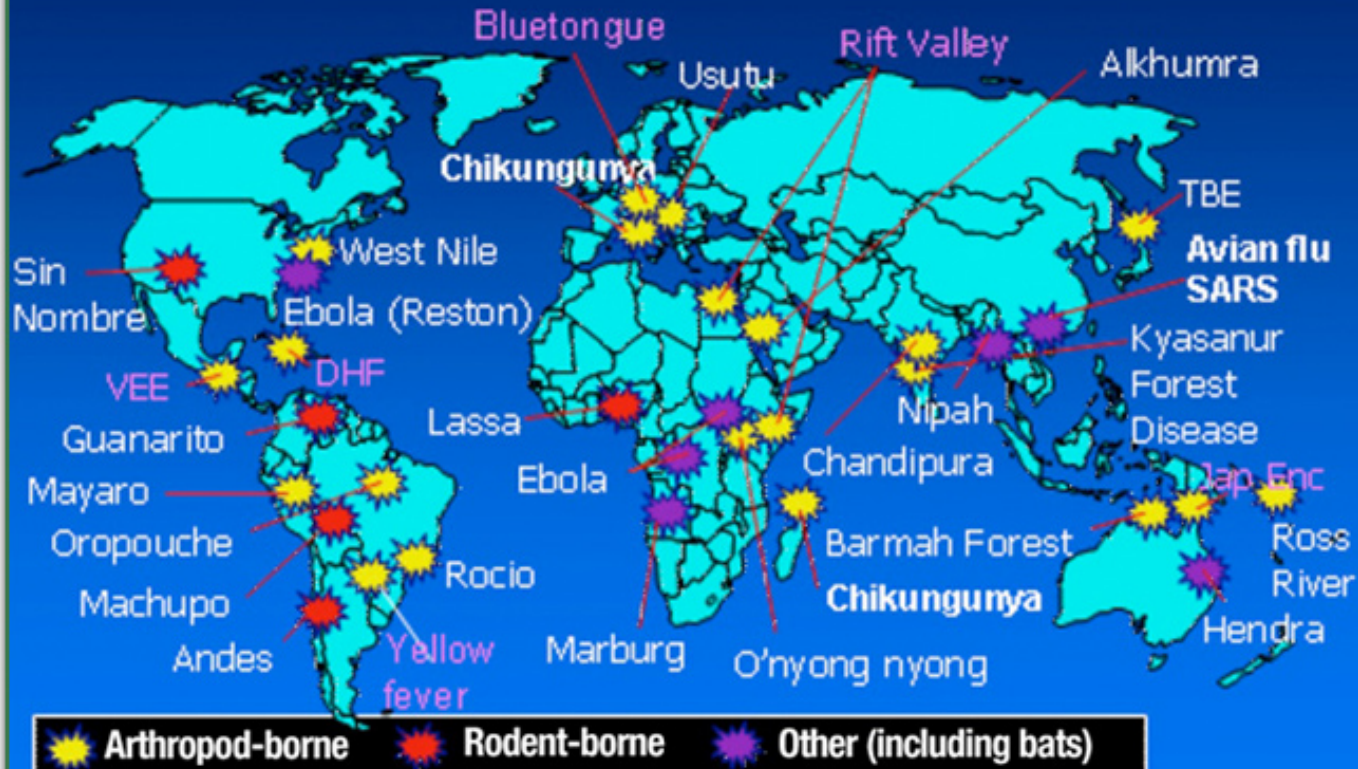 Bluetongue
Rift Valley
Usutu
Alkhumra
Chikungunya
TBE
West Nile
Avian flu
SARS
Sin
Nombre
Ebola (Reston)
Kyasanur
Forest
Disease
VEE
DHF
Nipah
Lassa
Guanarito
Chandipura
Ebola
Jap Enc
Mayaro
Oropouche
Barmah Forest
Ross
River
Rocio
Machupo
Chikungunya
Hendra
Andes
Yellow
fever
Marburg
O'nyong nyong
Arthropod-borne
Rodent-borne
Other (including bats)